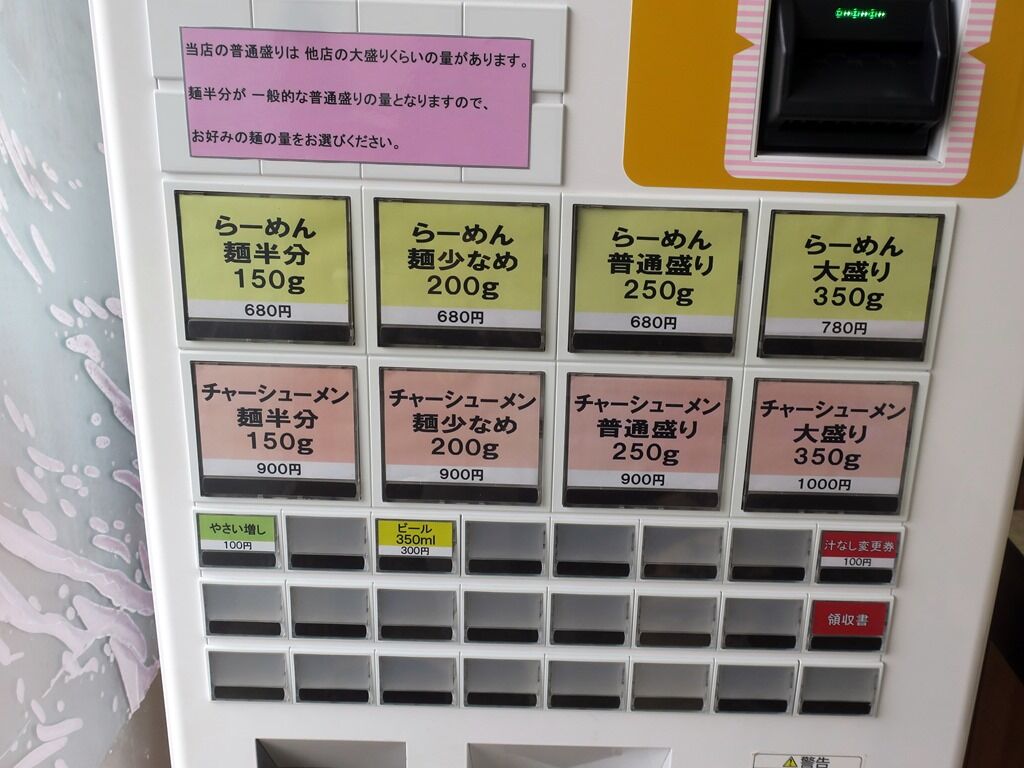 当店の普通盛りは 他店の大盛りくらいの量があります。
麺半分が 一般的な普通盛りの量となりますので、
お好みの麺の量をお選びください。
らーめん
麺半分
150g
680円
らーめん
麺少なめ
200g
680円
らーめん
普通盛り
250g
680円
らーめん
大盛り
350g
780円
チャーシューメン
麺半分
150g
900円
チャーシューメン
麺少なめ
200g
900円
チャーシューメン
普通盛り
250g
900円
チャーシューメン
大盛り
350g
1000円
やさい増し
100円
ビール
350ml
300円
汁なし変更券
100円
領収書
警告